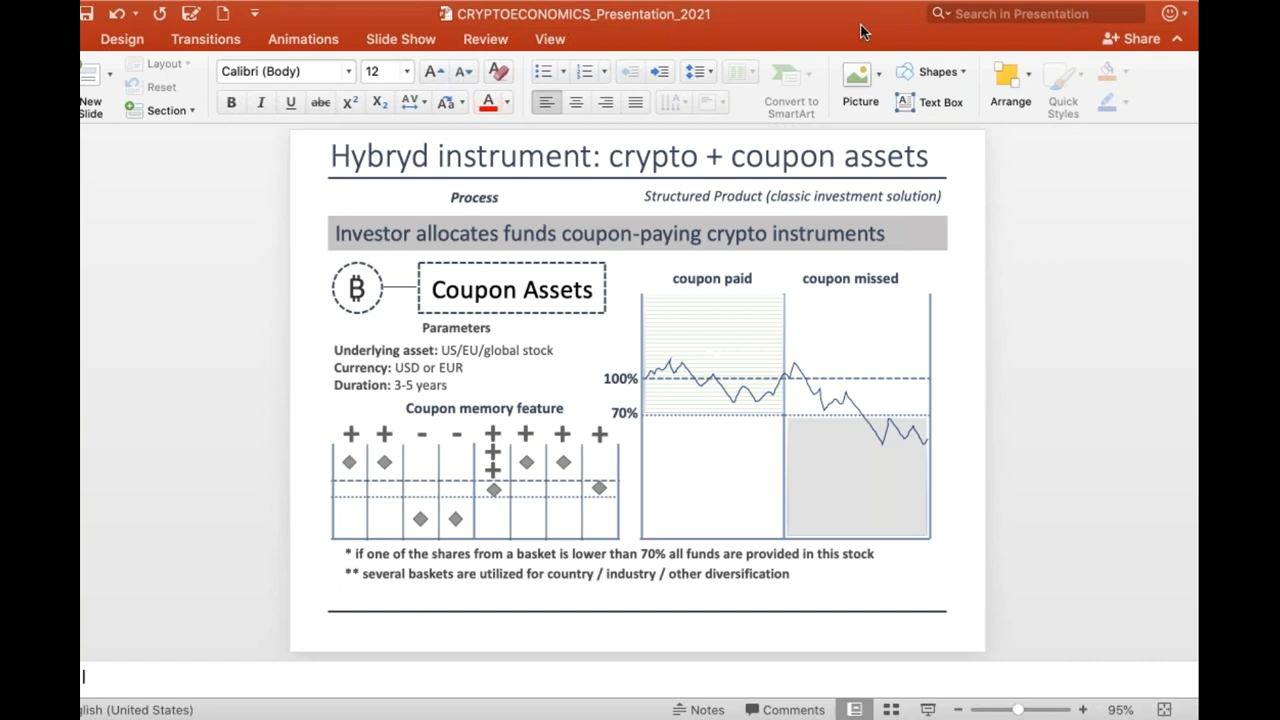 CRYPTOECONOMICS_Presentation_2021
Search in Presentation
Design Transitions Animations Slide Show Review View
Share
New Slide
Layout
Reset
Section
Calibri (Body) 12
Convert to SmartArt
Picture
Shapes
Text Box
Arrange
Quick Styles
Hybryd instrument: crypto + coupon assets
Process
Structured Product (classic investment solution)
Investor allocates funds coupon-paying crypto instruments
₿
Coupon Assets
Parameters
Underlying asset: US/EU/global stock
Currency: USD or EUR
Duration: 3-5 years
Coupon memory feature
+ + - - + + + +
+
+
coupon paid
coupon missed
100%
70%
* if one of the shares from a basket is lower than 70% all funds are provided in this stock
** several baskets are utilized for country / industry / other diversification
glish (United States)
Notes
Comments
95%